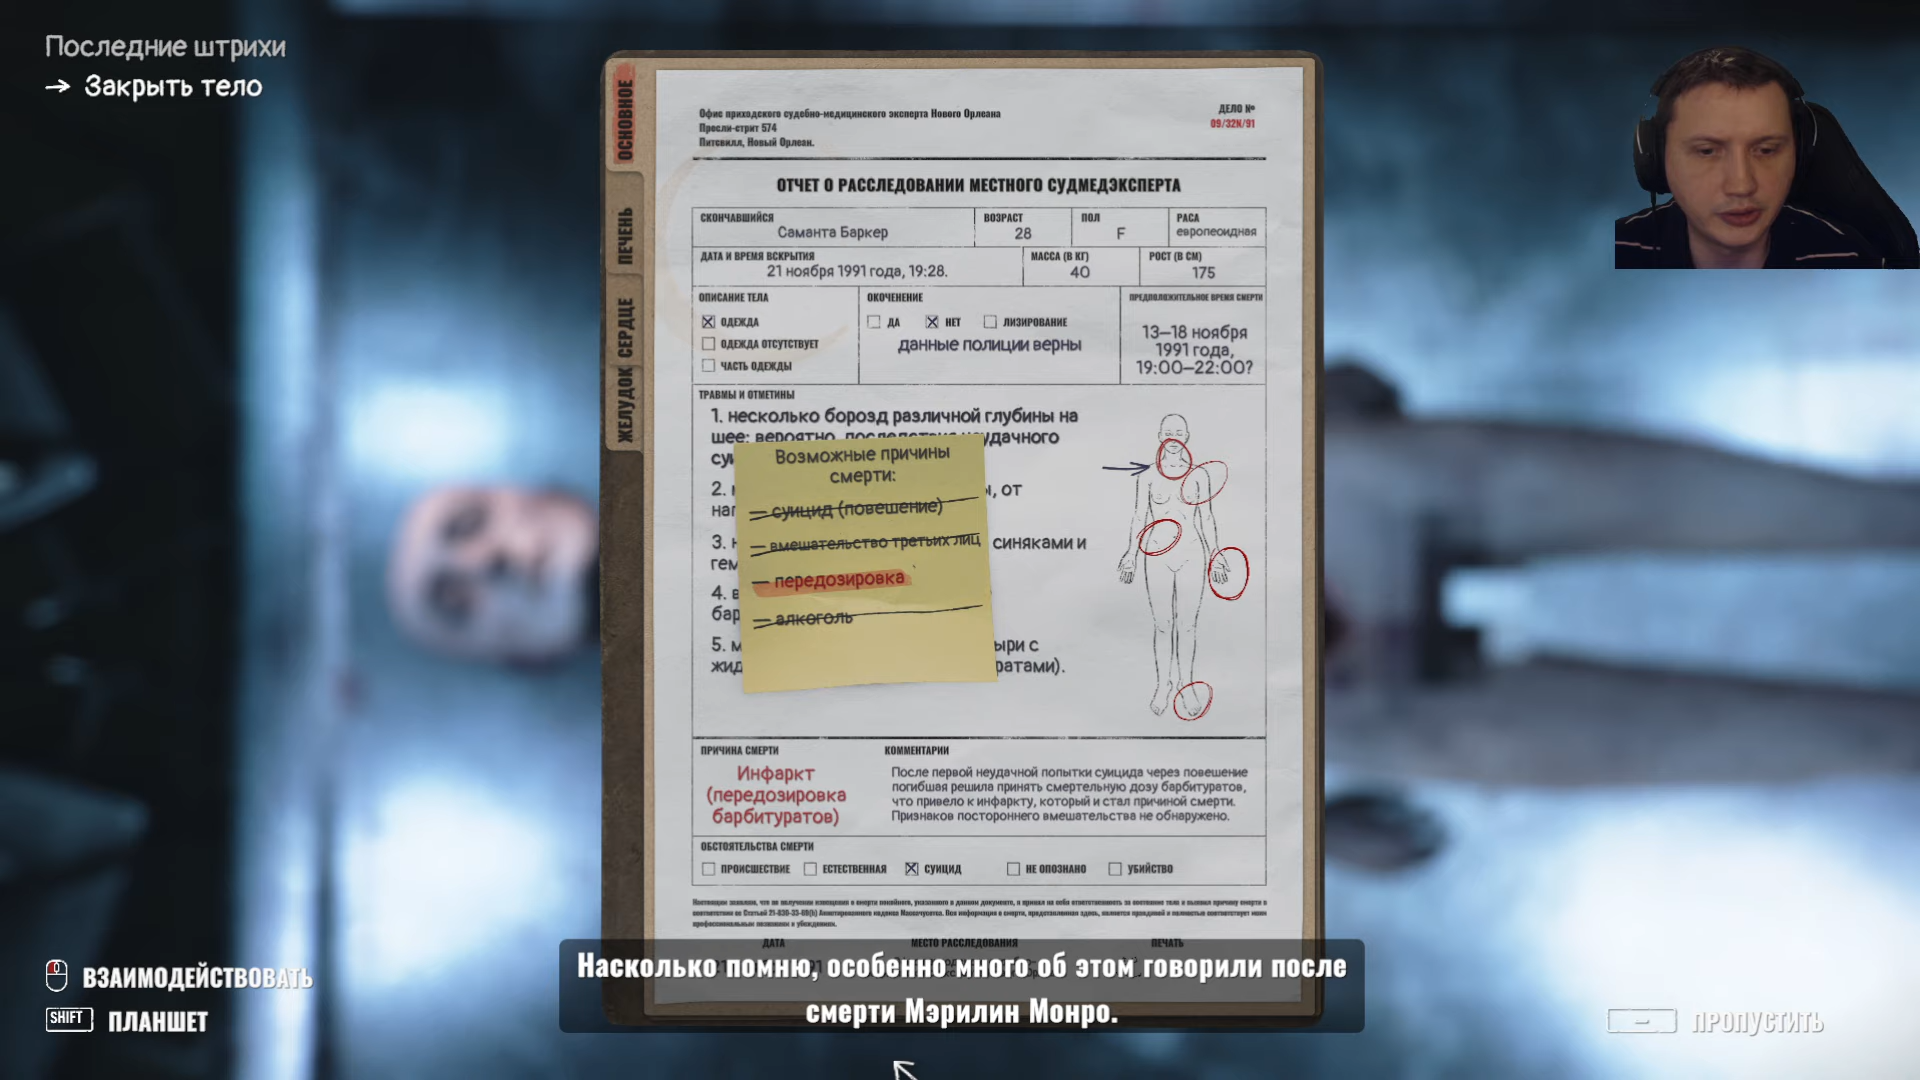 Последние штрихи
→ Закрыть тело
ОСНОВНОЕ
ПЕЧЕНЬ
СЕРДЦЕ
ЖЕЛУДОК
Офис приходского судебно-медицинского эксперта Нового Орлеана
Пресли-стрит 574
Питсвилл, Новый Орлеан.
ДЕЛО №
09/32N/91
ОТЧЕТ О РАССЛЕДОВАНИИ МЕСТНОГО СУДМЕДЭКСПЕРТА
СКОНЧАВШИЙСЯ
Саманта Баркер
ВОЗРАСТ
28
ПОЛ
F
РАСА
европеоидная
ДАТА И ВРЕМЯ ВСКРЫТИЯ
21 ноября 1991 года, 19:28.
МАССА (В КГ)
40
РОСТ (В СМ)
175
ОПИСАНИЕ ТЕЛА
ОДЕЖДА
ОДЕЖДА ОТСУТСТВУЕТ
ЧАСТЬ ОДЕЖДЫ
ОКОЧЕНЕНИЕ
ДА НЕТ ЛИЗИРОВАНИЕ
данные полиции верны
ПРЕДПОЛОЖИТЕЛЬНОЕ ВРЕМЯ СМЕРТИ
13–18 ноября
1991 года,
19:00–22:00?
ТРАВМЫ И ОТМЕТИНЫ
1. несколько борозд различной глубины на
шее: вероятно, последствия неудачного
2. , от
3. синяками и
4.
5. ыри с
ратами).
Возможные причины
смерти:
— суицид (повешение)
— вмешательство третьих лиц
— передозировка
— алкоголь
ПРИЧИНА СМЕРТИ
Инфаркт
(передозировка
барбитуратов)
КОММЕНТАРИИ
После первой неудачной попытки суицида через повешение
погибшая решила принять смертельную дозу барбитуратов,
что привело к инфаркту, который и стал причиной смерти.
Признаков постороннего вмешательства не обнаружено.
ОБСТОЯТЕЛЬСТВА СМЕРТИ
ПРОИСШЕСТВИЕ ЕСТЕСТВЕННАЯ СУИЦИД НЕ ОПОЗНАНО УБИЙСТВО
ДАТА МЕСТО РАССЛЕДОВАНИЯ ПЕЧАТЬ
Насколько помню, особенно много об этом говорили после
смерти Мэрилин Монро.
ВЗАИМОДЕЙСТВОВАТЬ
SHIFT ПЛАНШЕТ
ПРОПУСТИТЬ